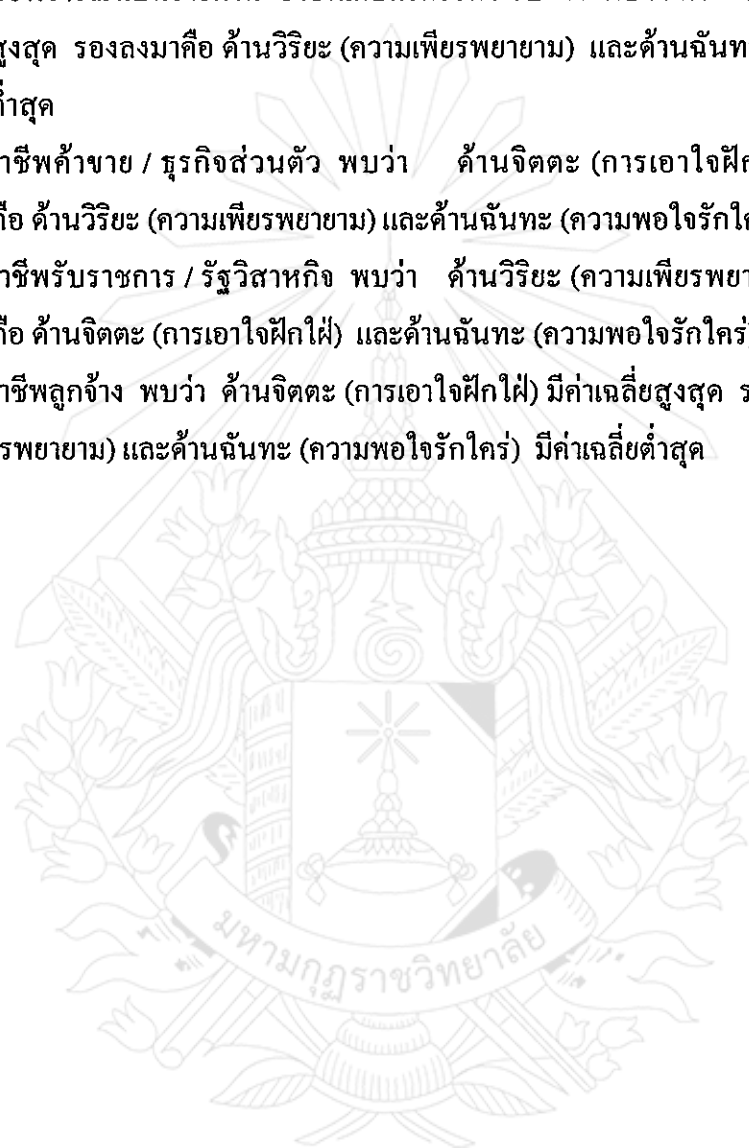 สูงสุด รองลงมาคือ ด้านวิริยะ (ความเพียรพยายาม) และด้านฉันทะ
ต่ำสุด
าชีพค้าขาย / ธุรกิจส่วนตัว พบว่า ด้านจิตตะ (การเอาใจฝัก
คือ ด้านวิริยะ (ความเพียรพยายาม) และด้านฉันทะ (ความพอใจรักใ
าชีพรับราชการ / รัฐวิสาหกิจ พบว่า ด้านวิริยะ (ความเพียรพยา
คือ ด้านจิตตะ (การเอาใจฝักใฝ่) และด้านฉันทะ (ความพอใจรักใคร่)
าชีพลูกจ้าง พบว่า ด้านจิตตะ (การเอาใจฝักใฝ่) มีค่าเฉลี่ยสูงสุด ร
รพยายาม) และด้านฉันทะ (ความพอใจรักใคร่) มีค่าเฉลี่ยต่ำสุด
มหามกุฏราชวิทยาลัย